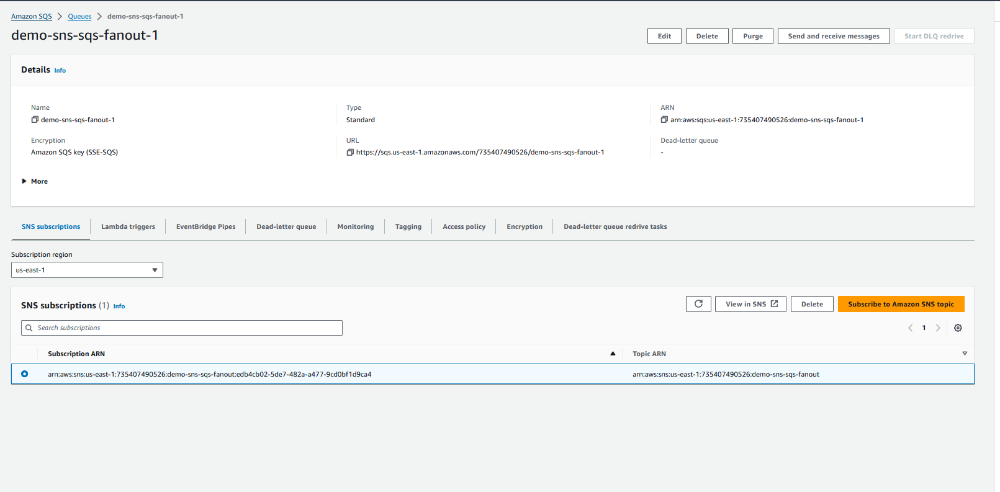 Amazon SQS > Queues > demo-sns-sqs-fanout-1
demo-sns-sqs-fanout-1
Edit Delete Purge Send and receive messages Start DLQ redrive
Details Info
Name Type ARN
demo-sns-sqs-fanout-1 Standard arn:aws:sqs:us-east-1:735407490526:demo-sns-sqs-fanout-1
Encryption URL Dead-letter queue
Amazon SQS key (SSE-SQS) https://sqs.us-east-1.amazonaws.com/735407490526/demo-sns-sqs-fanout-1 -
More
SNS subscriptions Lambda triggers EventBridge Pipes Dead-letter queue Monitoring Tagging Access policy Encryption Dead-letter queue redrive tasks
Subscription region
us-east-1
SNS subscriptions (1) Info View in SNS Delete Subscribe to Amazon SNS topic
Search subscriptions 1
Subscription ARN Topic ARN
arn:aws:sns:us-east-1:735407490526:demo-sns-sqs-fanout:edb4cb02-5de7-482a-a477-9cd0bf1d9ca4 arn:aws:sns:us-east-1:735407490526:demo-sns-sqs-fanout